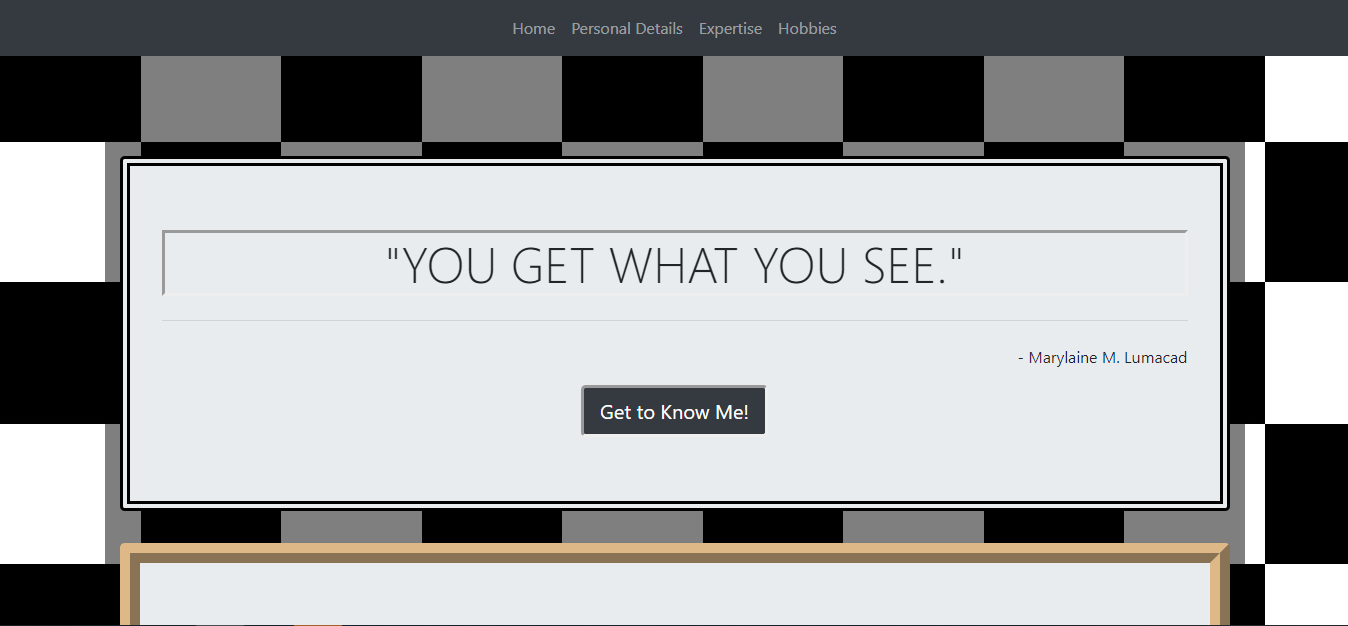 Home Personal Details Expertise Hobbies
"YOU GET WHAT YOU SEE."
- Marylaine M. Lumacad
Get to Know Me!